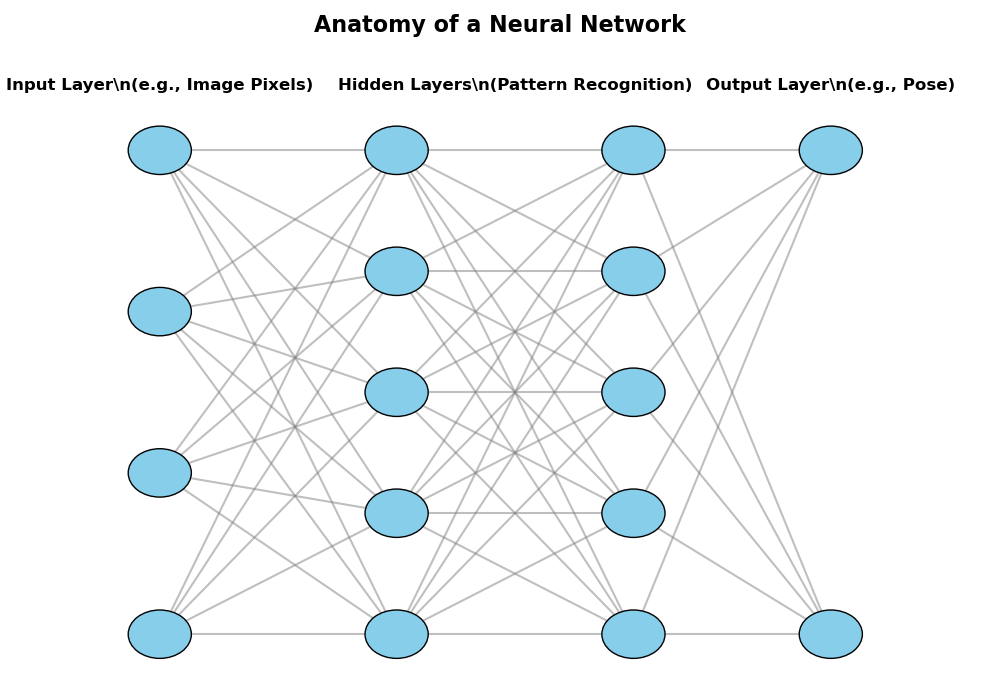 Anatomy of a Neural Network
Input Layer\n(e.g., Image Pixels)
Hidden Layers\n(Pattern Recognition)
Output Layer\n(e.g., Pose)